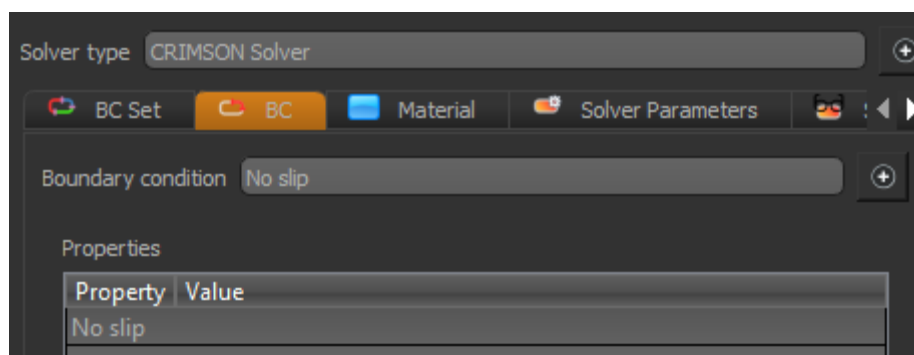 Solver type CRIMSON Solver
BC Set BC Material Solver Parameters
Boundary condition No slip
Properties
Property Value
No slip